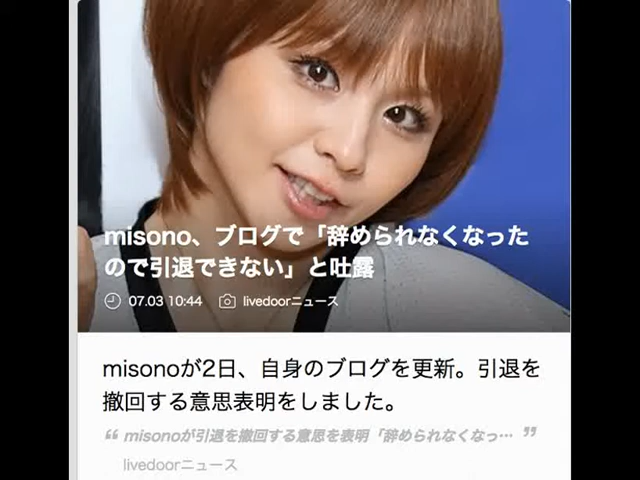 misono、ブログで「辞められなくなった
ので引退できない」と吐露
07.03 10:44 livedoorニュース
misonoが2日、自身のブログを更新。引退を
撤回する意思表明をしました。
“ misonoが引退を撤回する意思を表明「辞められなくなっ… ”
livedoorニュース